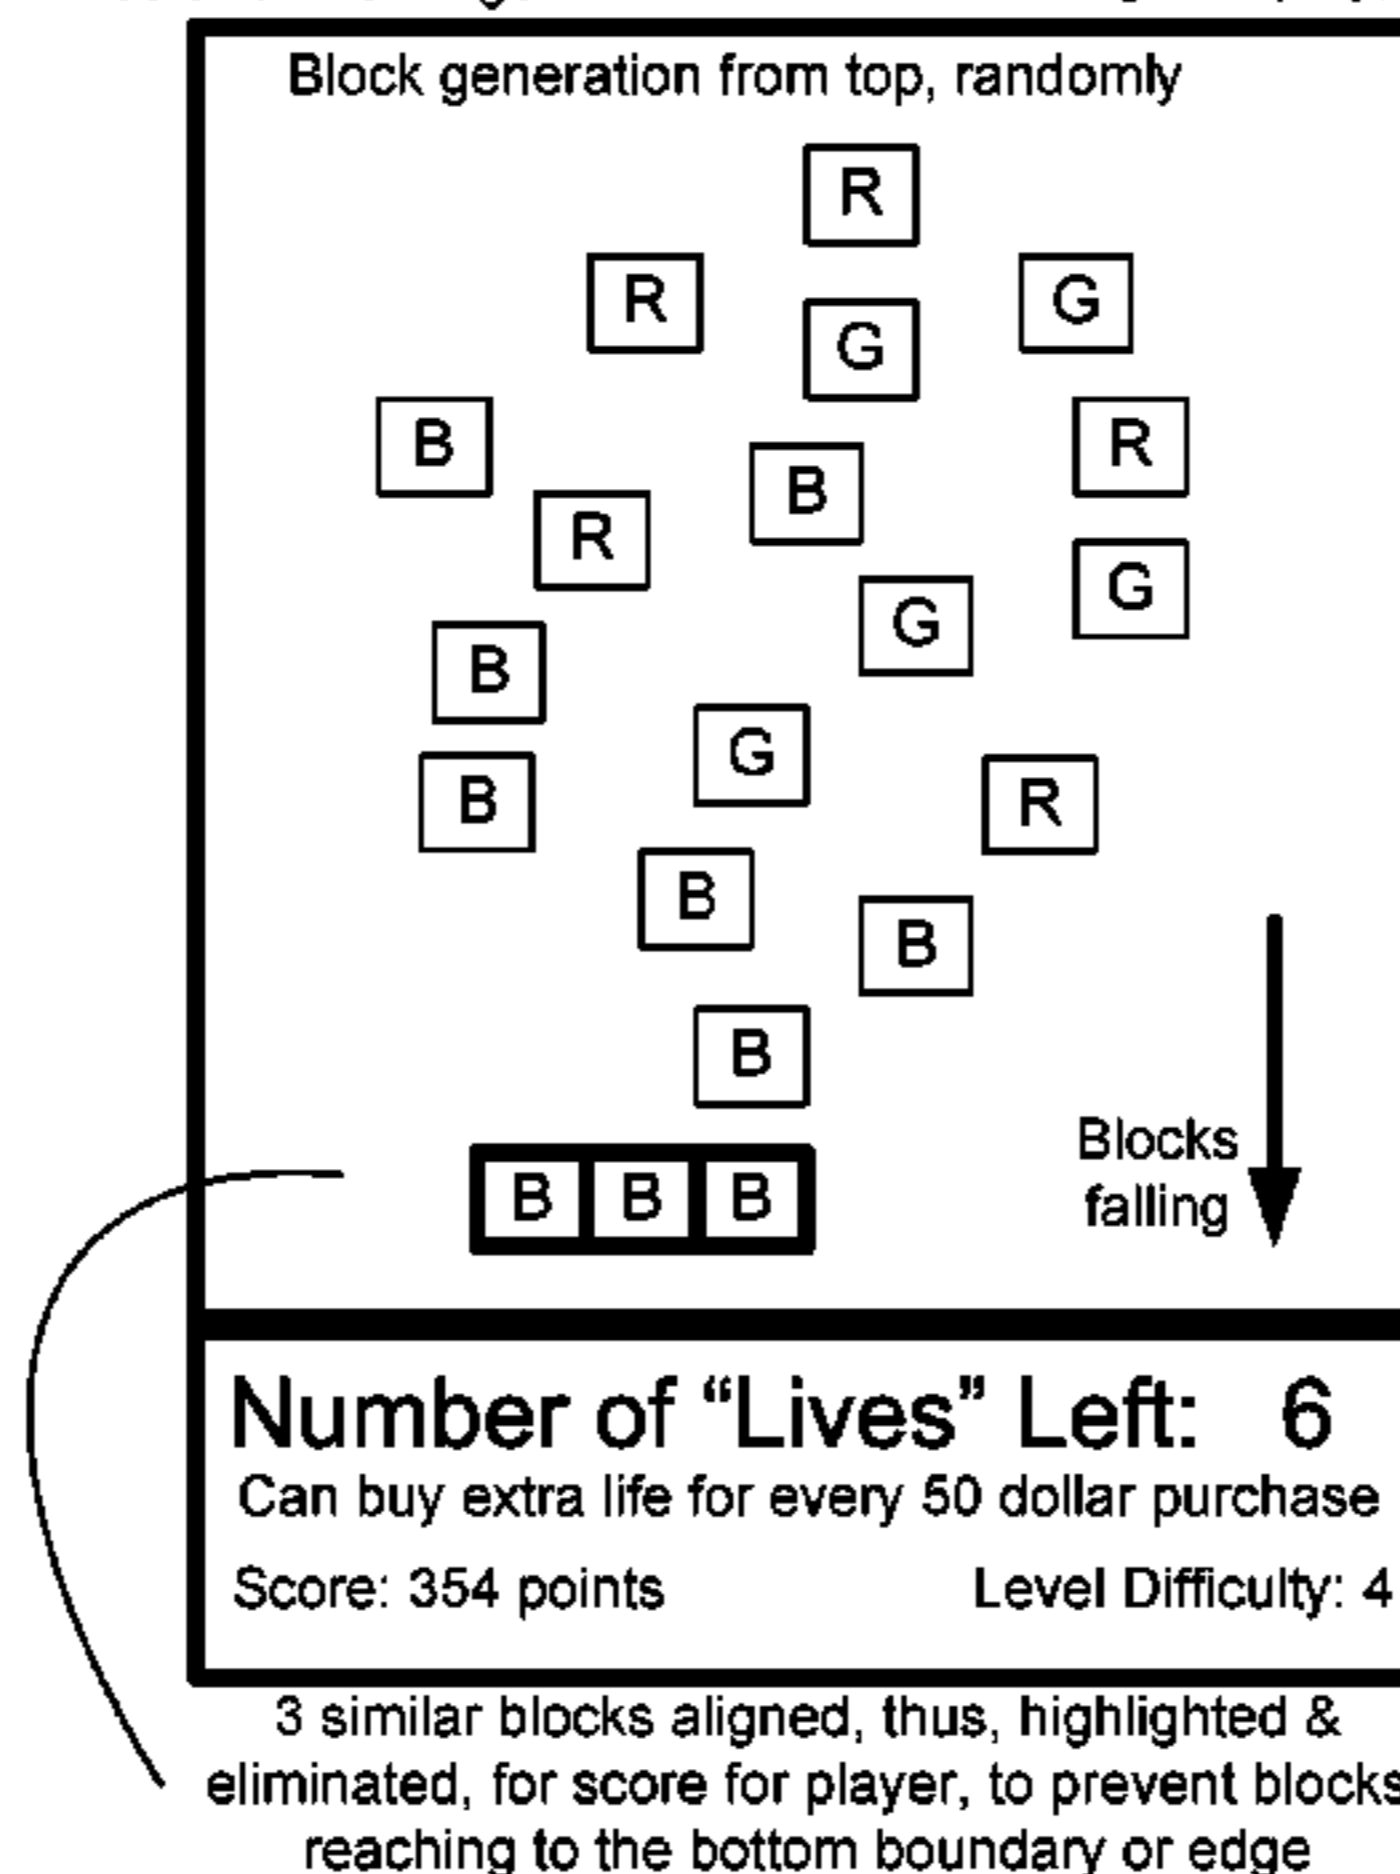 Block generation from top, randomly
R
R
G
G
B
R
B
R
G
G
B
G
B
R
B
B
B
B B B
Blocks
falling
Number of “Lives” Left: 6
Can buy extra life for every 50 dollar purchase
Score: 354 points Level Difficulty: 4
3 similar blocks aligned, thus, highlighted &
eliminated, for score for player, to prevent blocks
reaching to the bottom boundary or edge